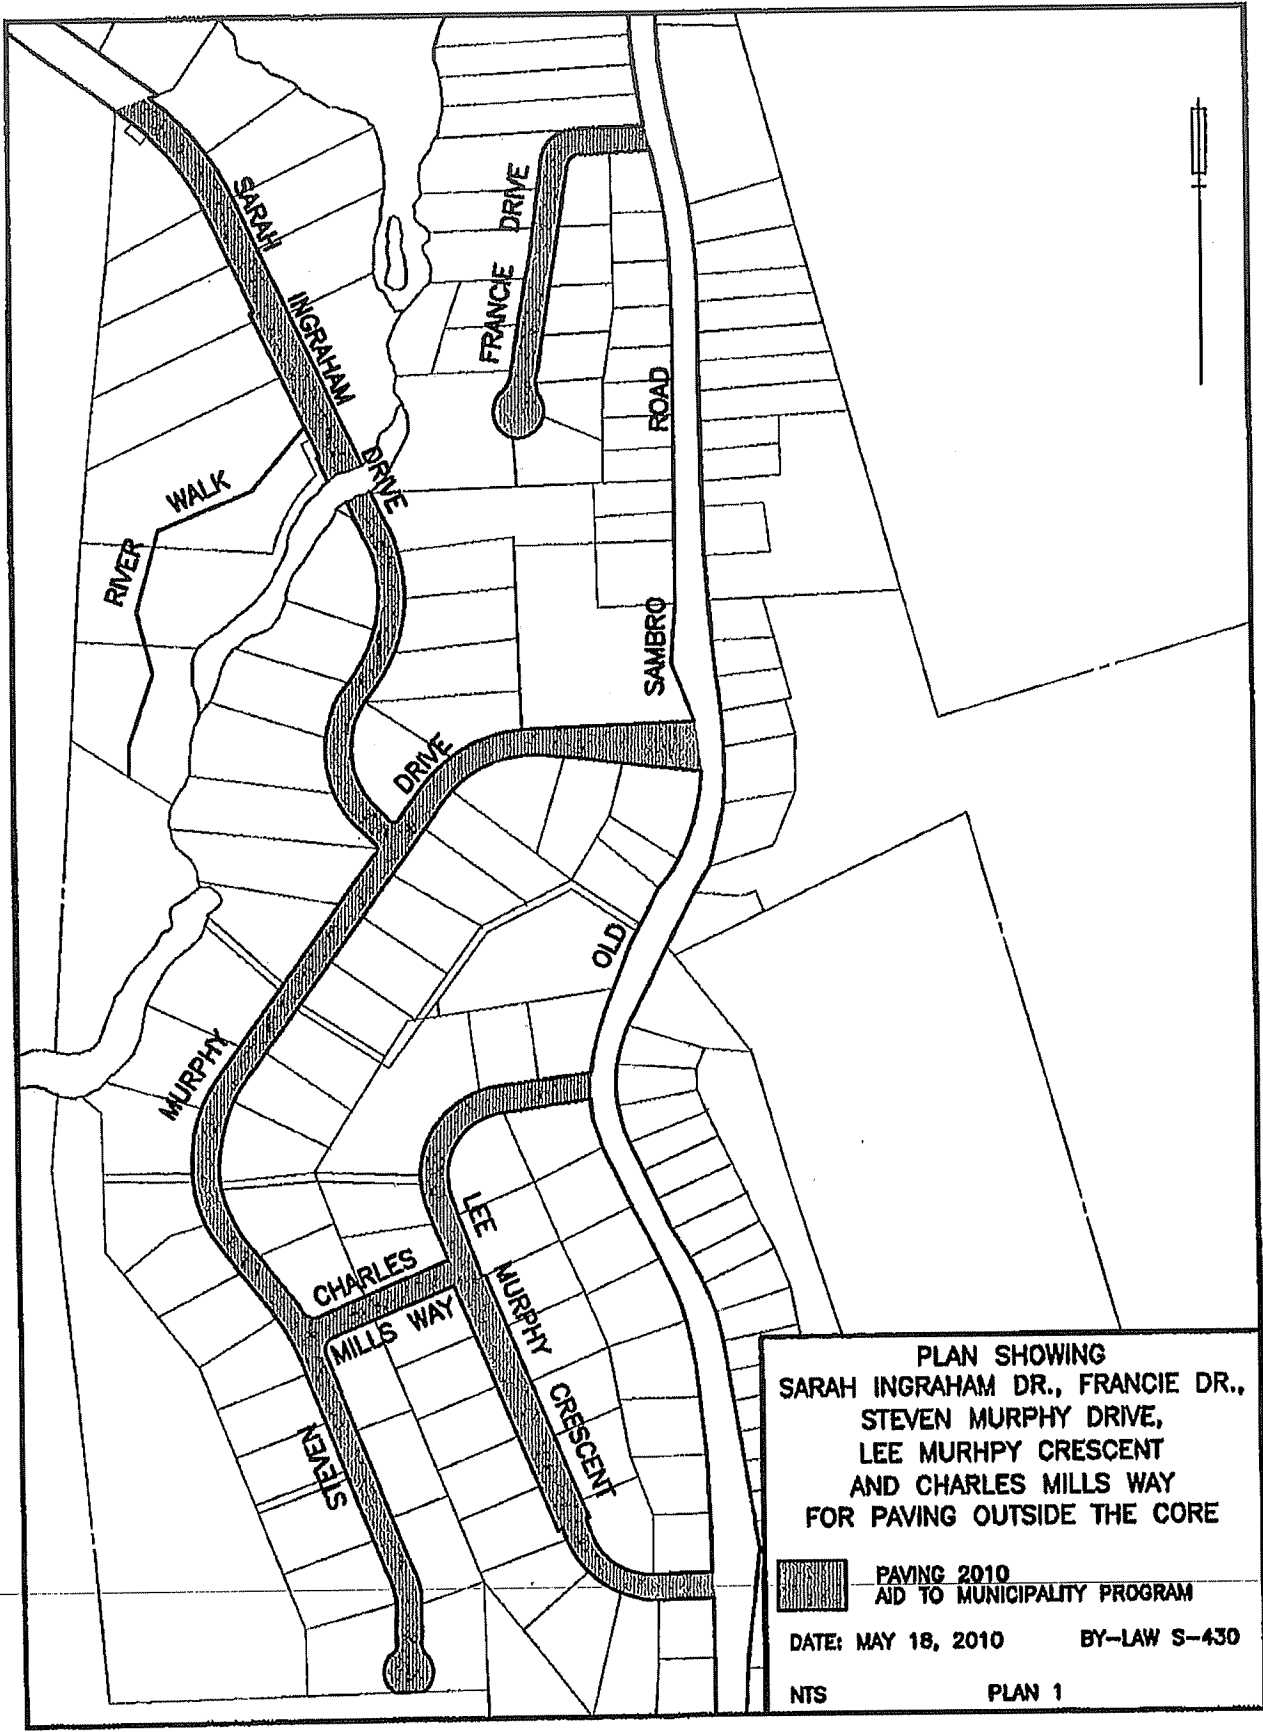 SARAH INGRAHAM DRIVE
FRANCIE DRIVE
RIVER WALK
OLD SAMBRO ROAD
STEVEN MURPHY DRIVE
CHARLES
MILLS WAY
LEE MURPHY CRESCENT
PLAN SHOWING
SARAH INGRAHAM DR., FRANCIE DR.,
STEVEN MURPHY DRIVE,
LEE MURHPY CRESCENT
AND CHARLES MILLS WAY
FOR PAVING OUTSIDE THE CORE
PAVING 2010
AID TO MUNICIPALITY PROGRAM
DATE: MAY 18, 2010 BY-LAW S-430
NTS PLAN 1